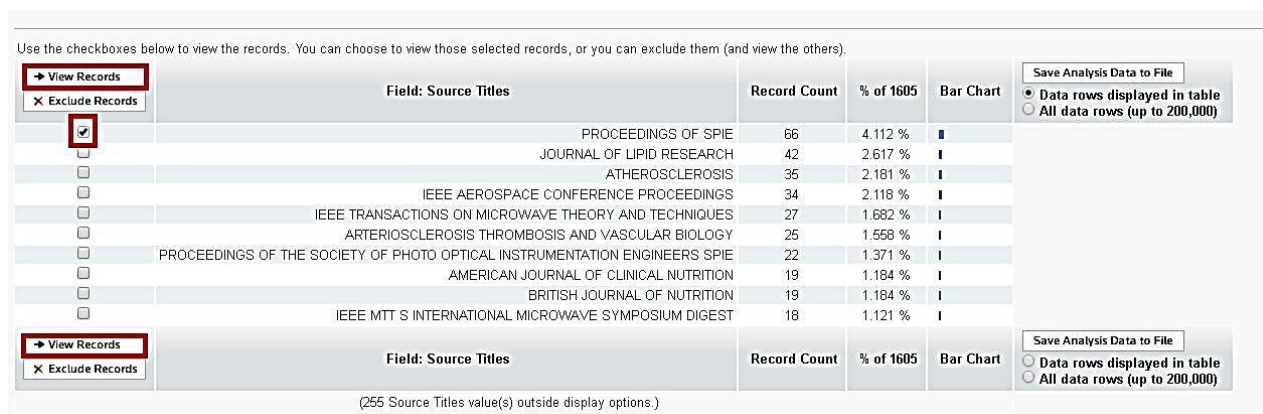 Use the checkboxes below to view the records. You can choose to view those selected records, or you can exclude them (and view the others).
➔ View Records
✗ Exclude Records
Field: Source Titles Record Count % of 1605 Bar Chart
Save Analysis Data to File
Data rows displayed in table
All data rows (up to 200,000)
PROCEEDINGS OF SPIE 66 4.112 %
JOURNAL OF LIPID RESEARCH 42 2.617 %
ATHEROSCLEROSIS 35 2.181 %
IEEE AEROSPACE CONFERENCE PROCEEDINGS 34 2.118 %
IEEE TRANSACTIONS ON MICROWAVE THEORY AND TECHNIQUES 27 1.682 %
ARTERIOSCLEROSIS THROMBOSIS AND VASCULAR BIOLOGY 25 1.558 %
PROCEEDINGS OF THE SOCIETY OF PHOTO OPTICAL INSTRUMENTATION ENGINEERS SPIE 22 1.371 %
AMERICAN JOURNAL OF CLINICAL NUTRITION 19 1.184 %
BRITISH JOURNAL OF NUTRITION 19 1.184 %
IEEE MTT S INTERNATIONAL MICROWAVE SYMPOSIUM DIGEST 18 1.121 %
➔ View Records
✗ Exclude Records
Field: Source Titles Record Count % of 1605 Bar Chart
Save Analysis Data to File
Data rows displayed in table
All data rows (up to 200,000)
(255 Source Titles value(s) outside display options.)